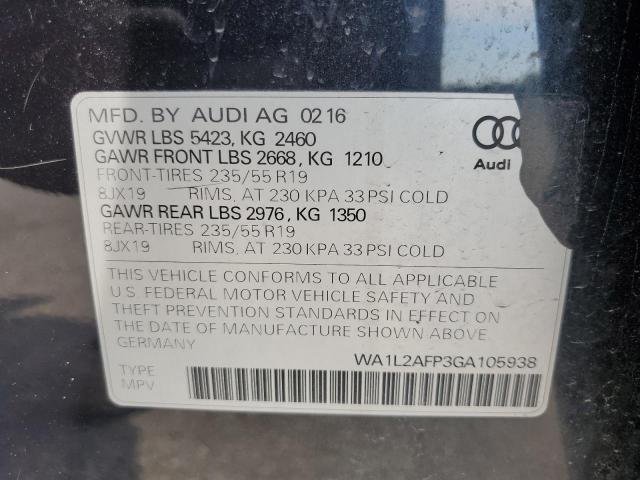 MFD. BY AUDI AG 02 16
GVWR LBS 5423, KG 2460
GAWR FRONT LBS 2668, KG 1210
FRONT-TIRES 235/55 R19
8JX19 RIMS, AT 230 KPA 33 PSI COLD
GAWR REAR LBS 2976, KG 1350
REAR-TIRES 235/55 R19
8JX19 RIMS, AT 230 KPA 33 PSI COLD
Audi
THIS VEHICLE CONFORMS TO ALL APPLICABLE
U.S. FEDERAL MOTOR VEHICLE SAFETY AND
THEFT PREVENTION STANDARDS IN EFFECT ON
THE DATE OF MANUFACTURE SHOWN ABOVE.
GERMANY
WA1L2AFP3GA105938
TYPE
MPV